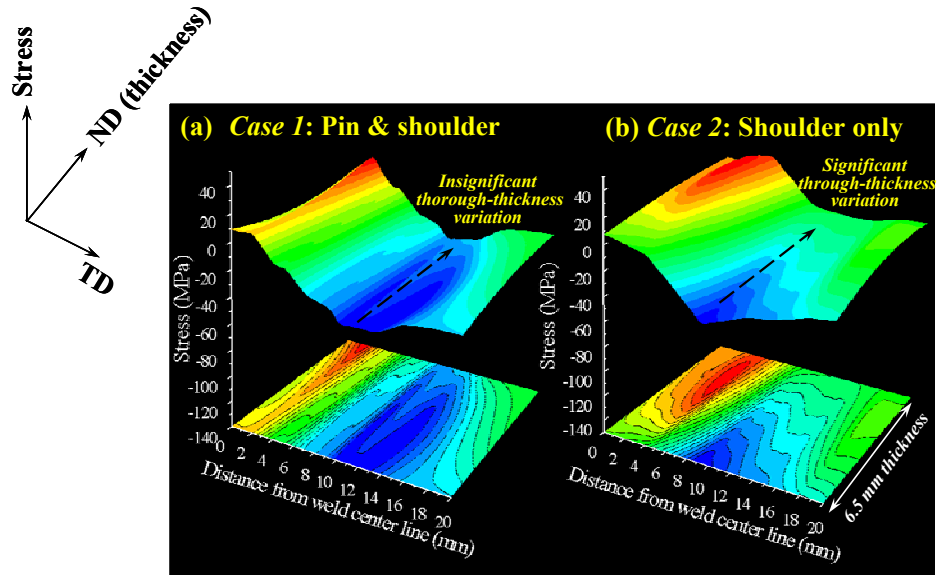 Stress
ND (thickness)
TD
(a) Case 1: Pin & shoulder
(b) Case 2: Shoulder only
Insignificant
thorough-thickness
variation
Significant
through-thickness
variation
40
20
0
-20
-40
-60
-80
-100
-120
-140
Stress (MPa)
0 2 4 6 8 10 12 14 16 18 20
Distance from weld center line (mm)
40
20
0
-20
-40
-60
-80
-100
-120
-140
Stress (MPa)
0 2 4 6 8 10 12 14 16 18 20
Distance from weld center line (mm)
6.5 mm thickness